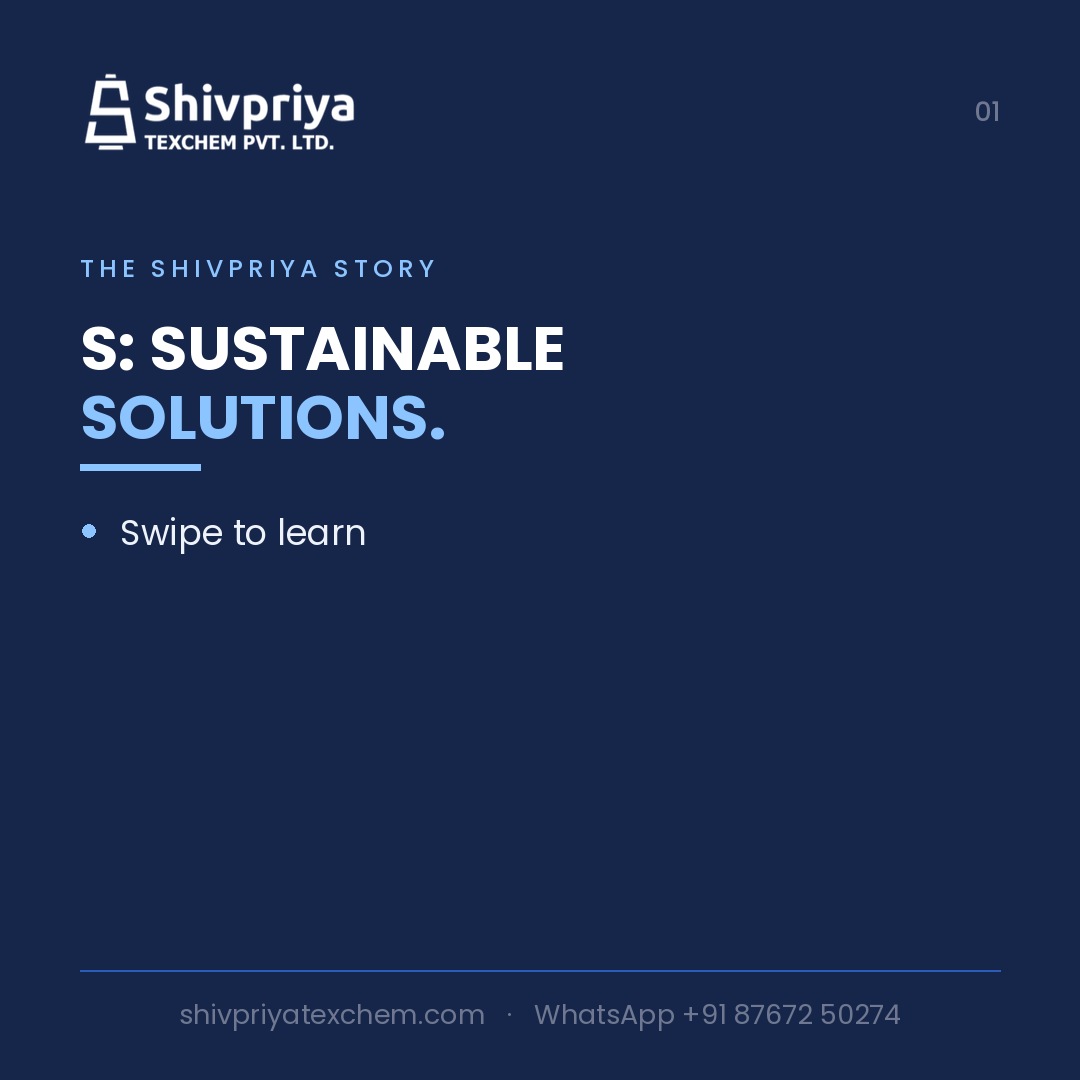 Shivpriya
TEXCHEM PVT. LTD.
01
THE SHIVPRIYA STORY
S: SUSTAINABLE
SOLUTIONS.
• Swipe to learn
shivpriyatexchem.com · WhatsApp +91 87672 50274